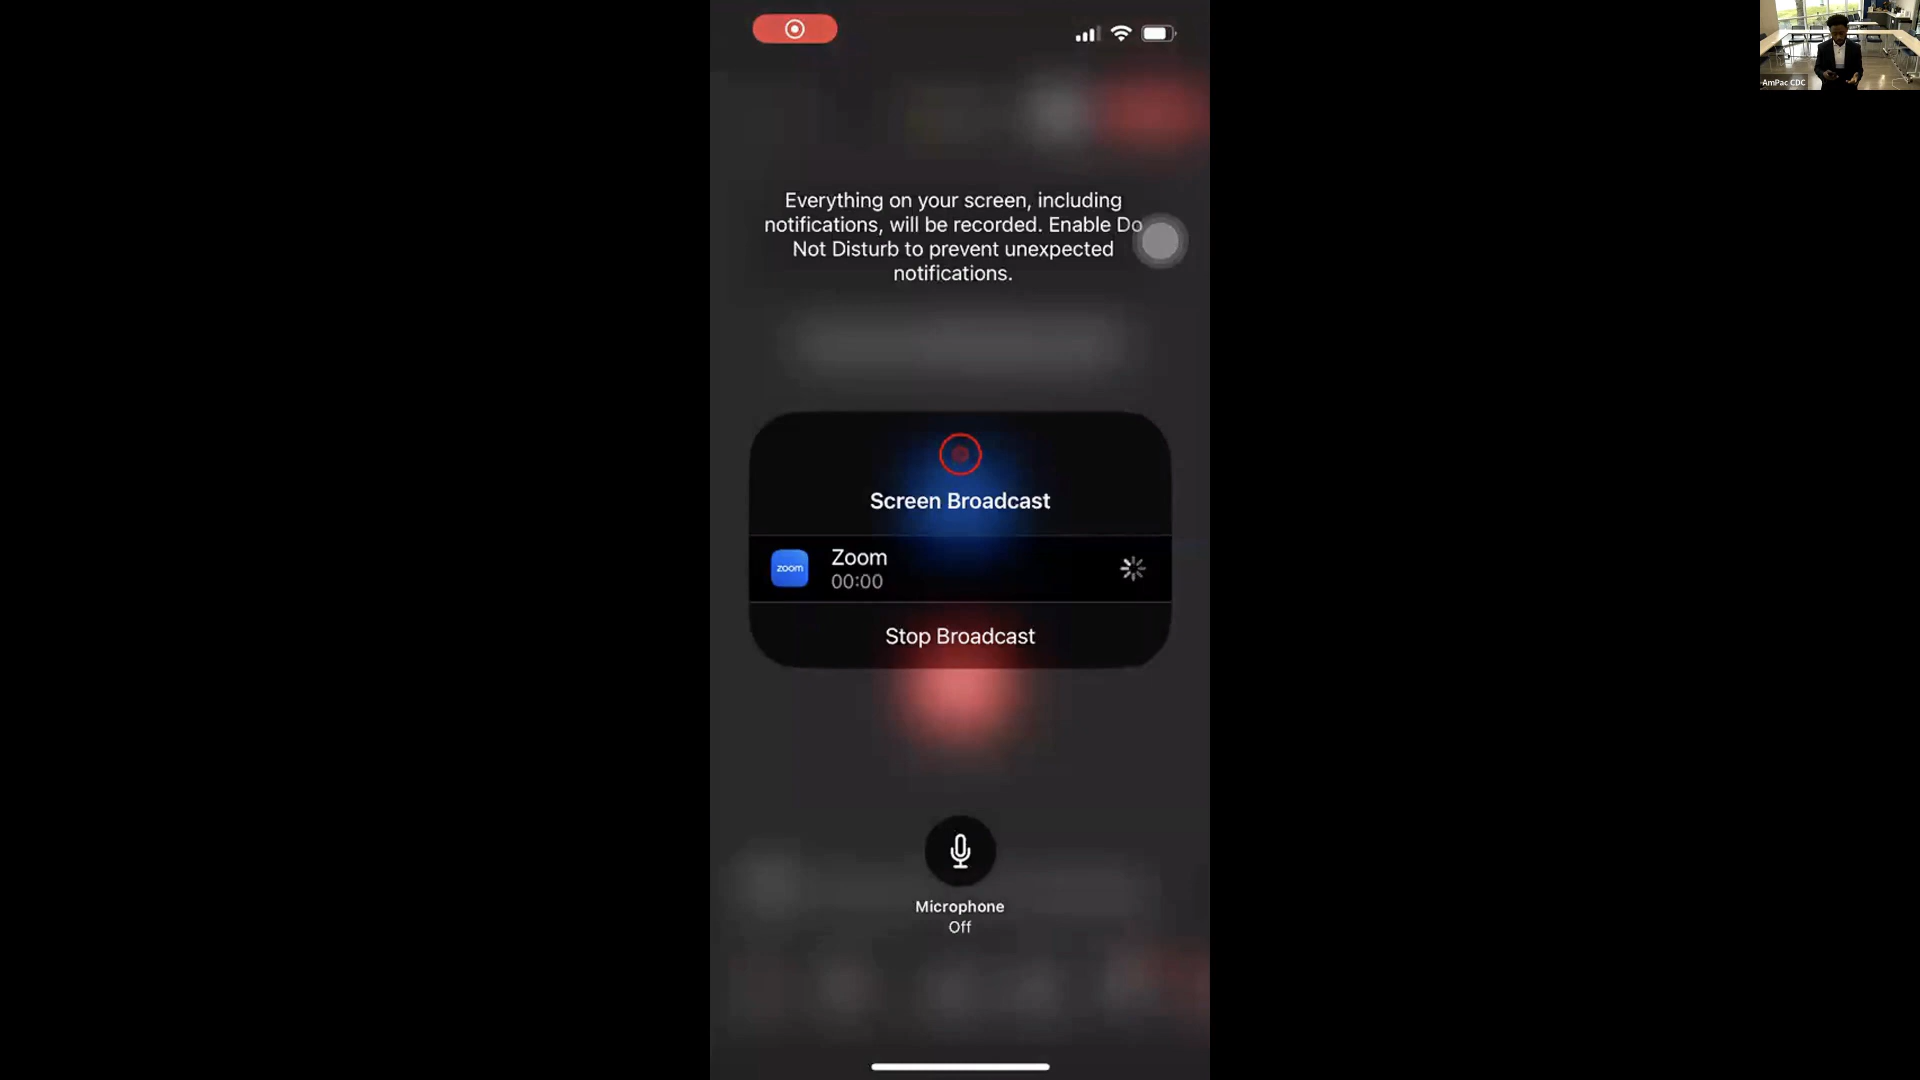 AmPac CDC
Everything on your screen, including
notifications, will be recorded. Enable Do
Not Disturb to prevent unexpected
notifications.
Screen Broadcast
zoom
Zoom
00:00
Stop Broadcast
Microphone
Off